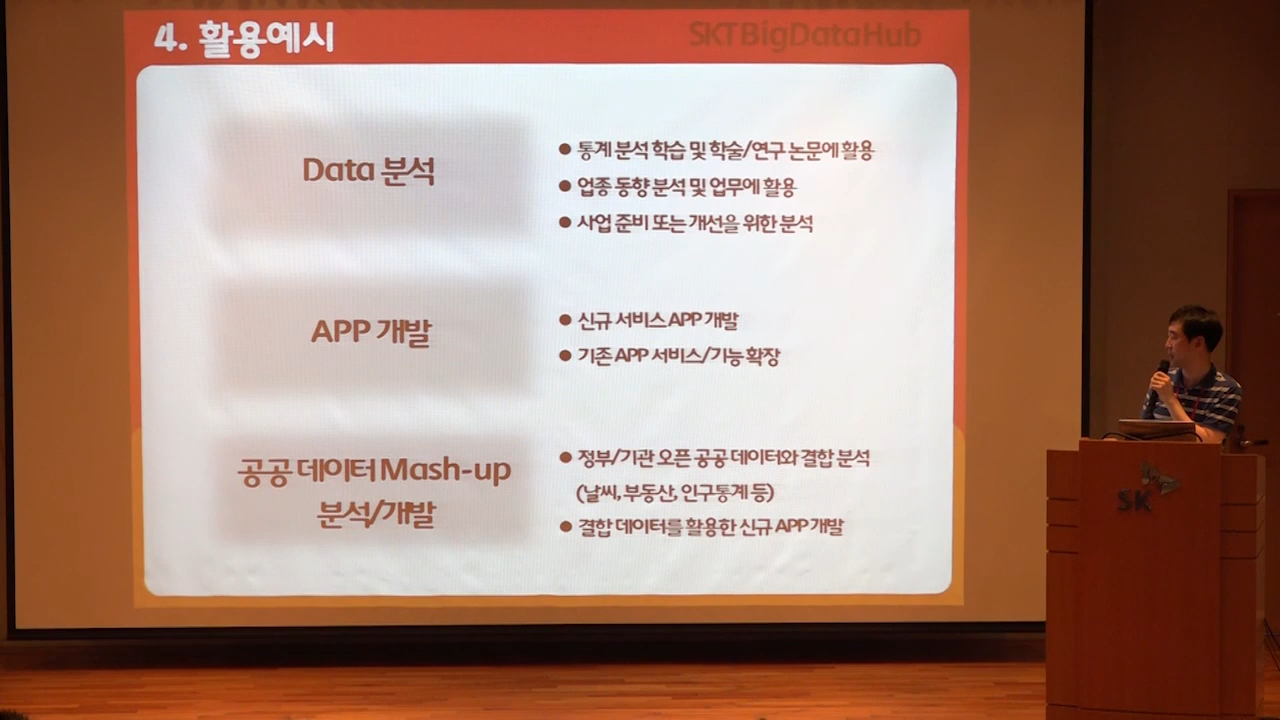 4. 활용예시
SKTBigDataHub
Data 분석
● 통계 분석 학습 및 학술/연구 논문에 활용
● 업종 동향 분석 및 업무에 활용
● 사업 준비 또는 개선을 위한 분석
APP 개발
● 신규 서비스 APP 개발
● 기존 APP 서비스/기능 확장
공공 데이터 Mash-up
분석/개발
● 정부/기관 오픈 공공 데이터와 결합 분석
(날씨, 부동산, 인구통계 등)
● 결합 데이터를 활용한 신규 APP 개발
SK